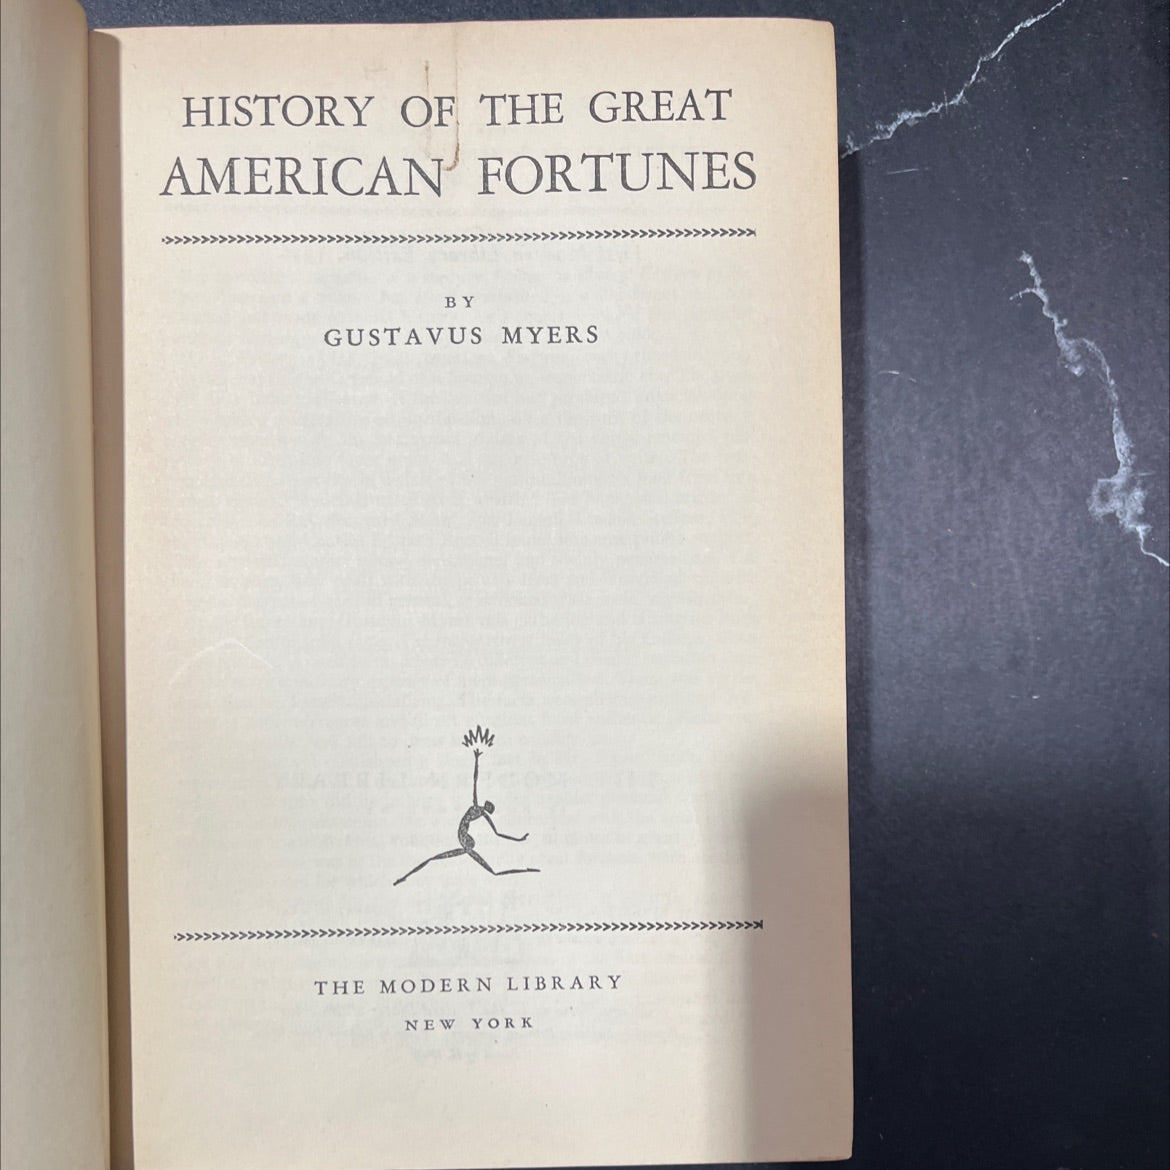 HISTORY OF THE GREAT
AMERICAN FORTUNES
BY
GUSTAVUS MYERS
THE MODERN LIBRARY
NEW YORK